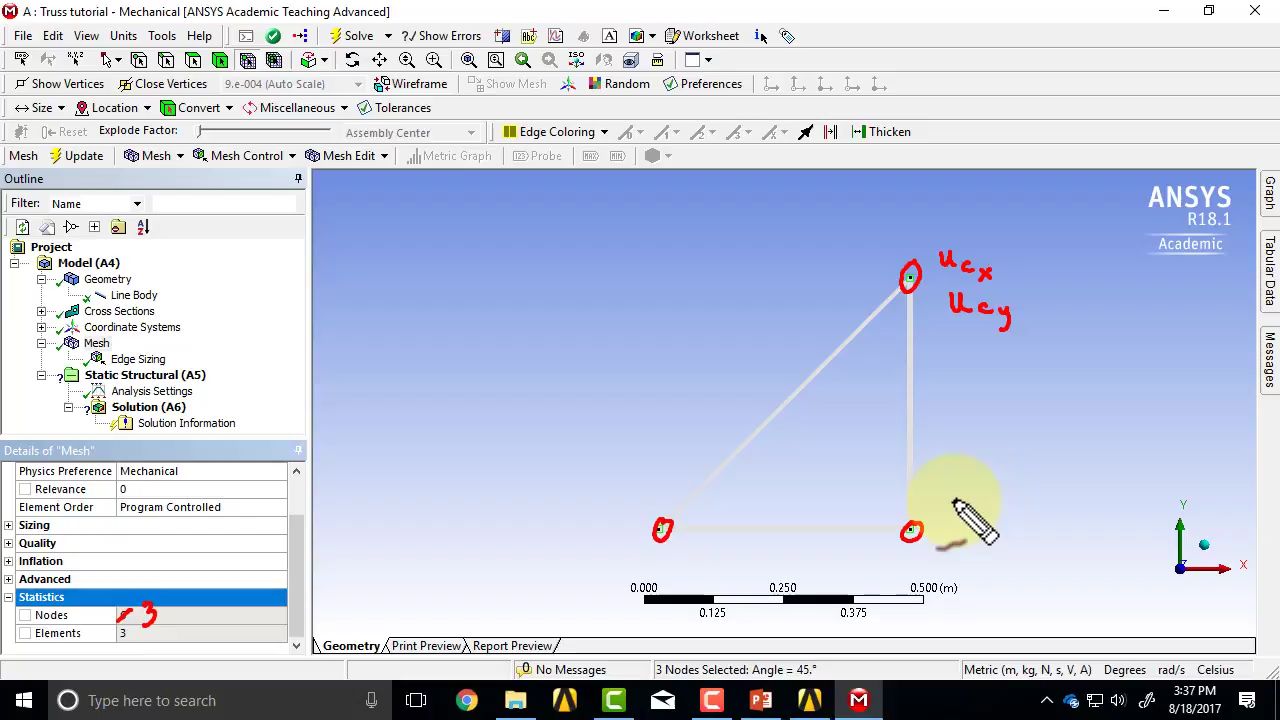 A : Truss tutorial - Mechanical [ANSYS Academic Teaching Advanced]
File Edit View Units Tools Help Solve Show Errors Worksheet
Show Vertices Close Vertices 9.e-004 (Auto Scale) Wireframe Show Mesh Random Preferences
Size Location Convert Miscellaneous Tolerances
Reset Explode Factor: Assembly Center Edge Coloring Thicken
Mesh Update Mesh Mesh Control Mesh Edit Metric Graph Probe
Outline
Filter: Name
Project
Model (A4)
Geometry
Line Body
Cross Sections
Coordinate Systems
Mesh
Edge Sizing
Static Structural (A5)
Analysis Settings
Solution (A6)
Solution Information
Details of "Mesh"
Physics Preference Mechanical
Relevance 0
Element Order Program Controlled
Sizing
Quality
Inflation
Advanced
Statistics
Nodes 3
Elements 3
ANSYS
R18.1
Academic
ucx
ucy
Y
X
Z
0.000 0.250 0.500 (m)
0.125 0.375
Geometry Print Preview Report Preview
Graph
Tabular Data
Messages
0 No Messages 3 Nodes Selected: Angle = 45.° Metric (m, kg, N, s, V, A) Degrees rad/s Celsius
Type here to search
3:37 PM
8/18/2017